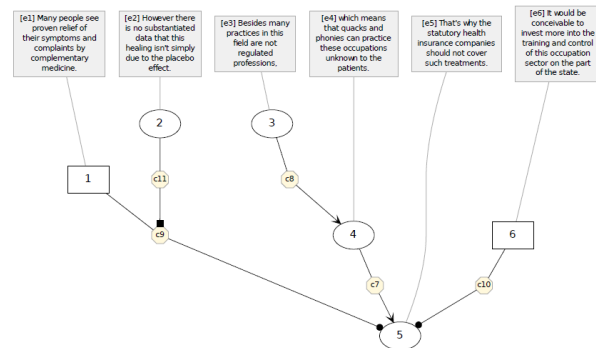 [e1] Many people see
proven relief of
their symptoms and
complaints by
complementary
medicine.
[e2] However there
is no substantiated
data that this
healing isn't simply
due to the placebo
effect.
[e3] Besides many
practices in this
field are not
regulated
professions,
[e4] which means
that quacks and
phonies can practice
these occupations
unknown to the
patients.
[e5] That's why the
statutory health
insurance companies
should not cover
such treatments.
[e6] It would be
conceivable to
invest more into the
training and control
of this occupation
sector on the part
of the state.
2
3
c11
c8
1
c9
4
6
c7
c10
5